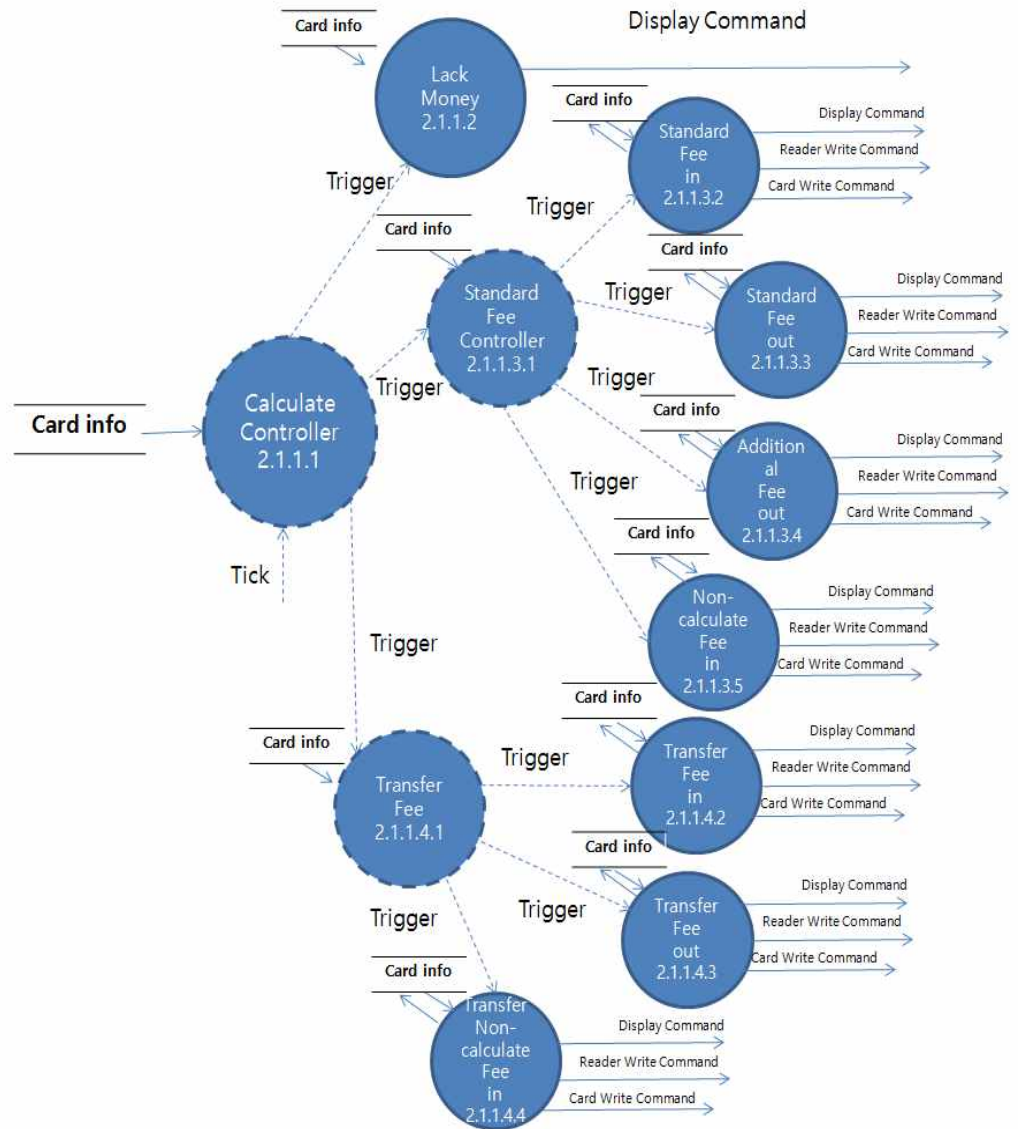 Card info
Display Command
Lack
Money
2.1.1.2
Card info
Standard
Fee
in
2.1.1.3.2
Display Command
Reader Write Command
Card Write Command
Trigger
Trigger
Card info
Standard
Fee
Controller
2.1.1.3.1
Card info
Trigger
Standard
Fee
out
2.1.1.3.3
Display Command
Reader Write Command
Card Write Command
Trigger
Trigger
Card info
Calculate
Controller
2.1.1.1
Card info
Addition
al
Fee
out
2.1.1.3.4
Display Command
Reader Write Command
Card Write Command
Trigger
Tick
Card info
Non-
calculate
Fee
in
2.1.1.3.5
Display Command
Reader Write Command
Card Write Command
Trigger
Card info
Transfer
Fee
2.1.1.4.1
Trigger
Card info
Transfer
Fee
in
2.1.1.4.2
Display Command
Reader Write Command
Card Write Command
Trigger
Card info
Transfer
Fee
out
2.1.1.4.3
Display Command
Reader Write Command
Card Write Command
Trigger
Card info
Transfer
Non-
calculate
Fee
in
2.1.1.4.4
Display Command
Reader Write Command
Card Write Command